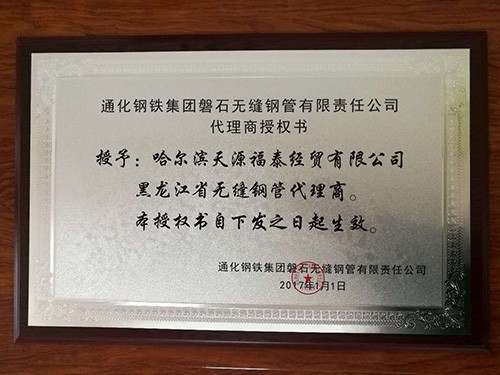 通化钢铁集团磐石无缝钢管有限责任公司
代理商授权书
授予：哈尔滨天源福泰经贸有限公司
黑龙江省无缝钢管代理商。
本授权书自下发之日起生效。
通化钢铁集团磐石无缝钢管有限责任公司
2017年1月1日